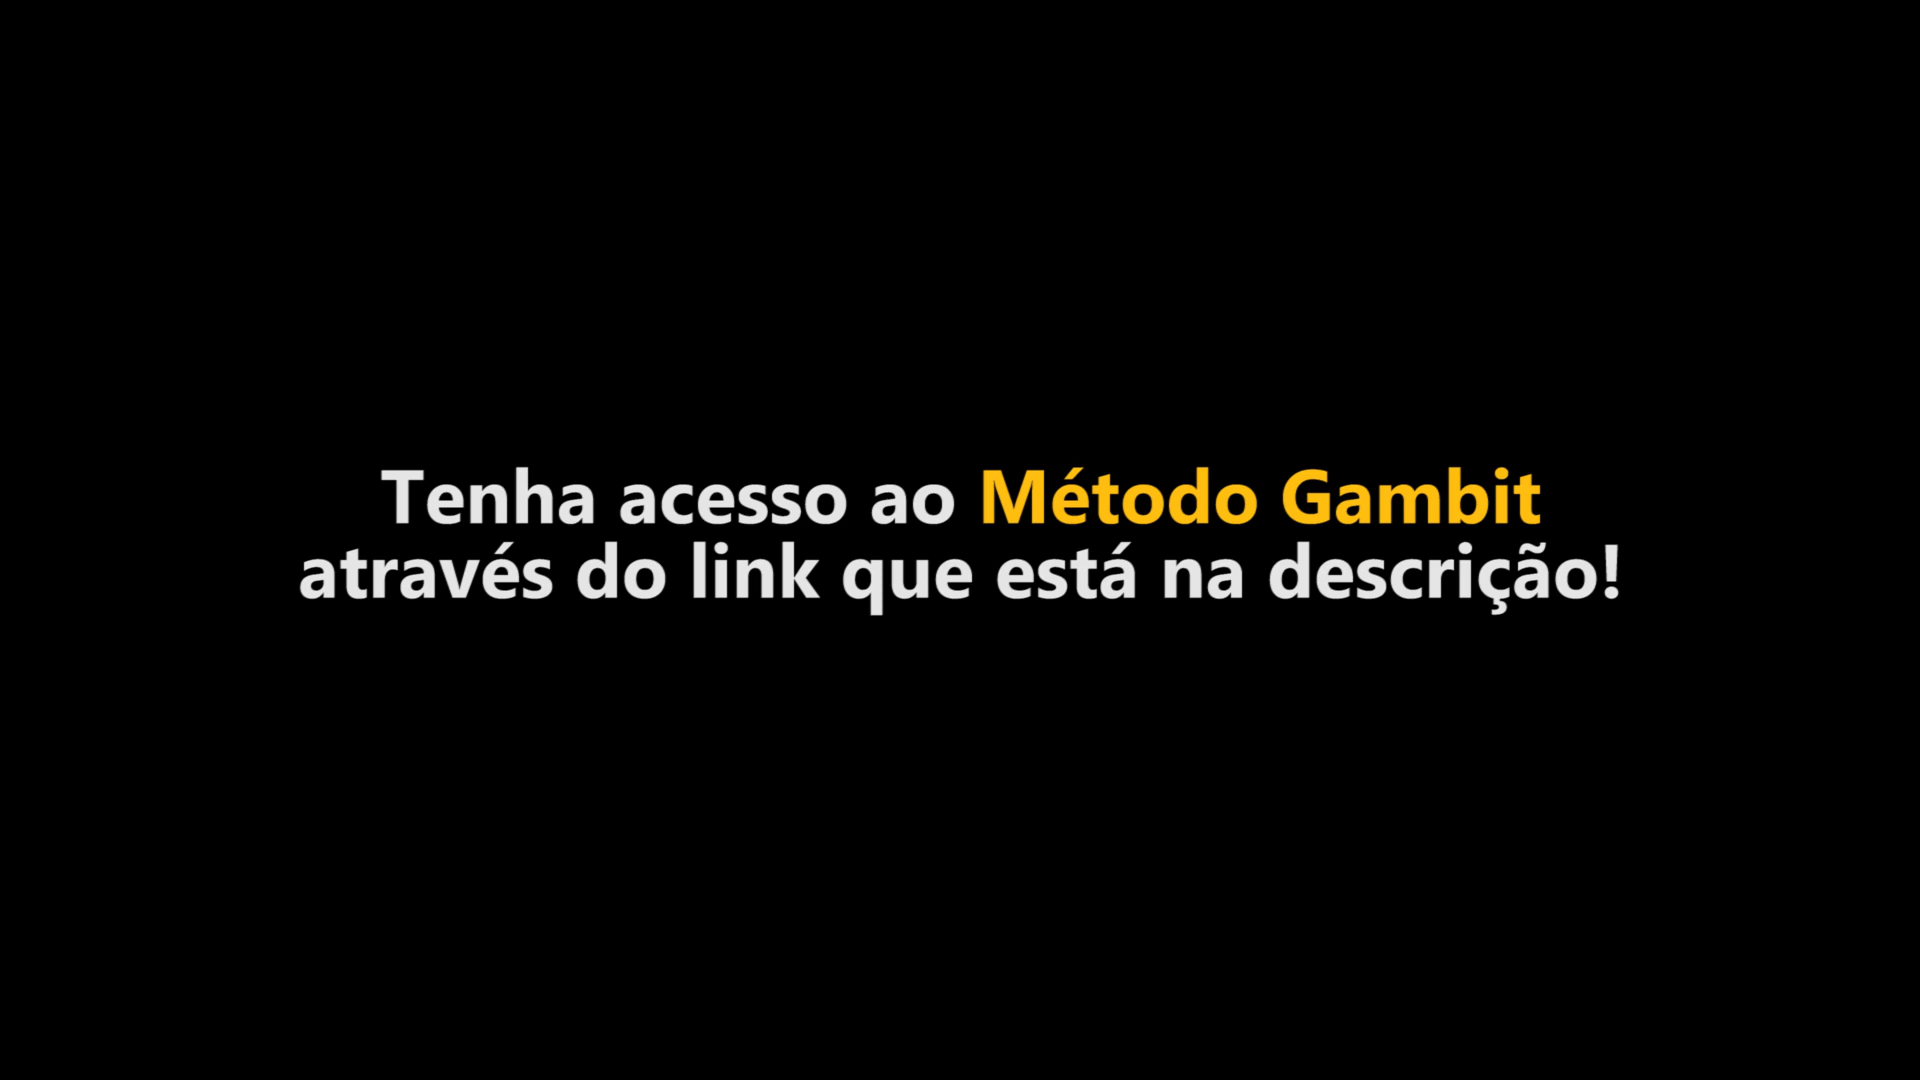 Tenha acesso ao Método Gambit
através do link que está na descrição!